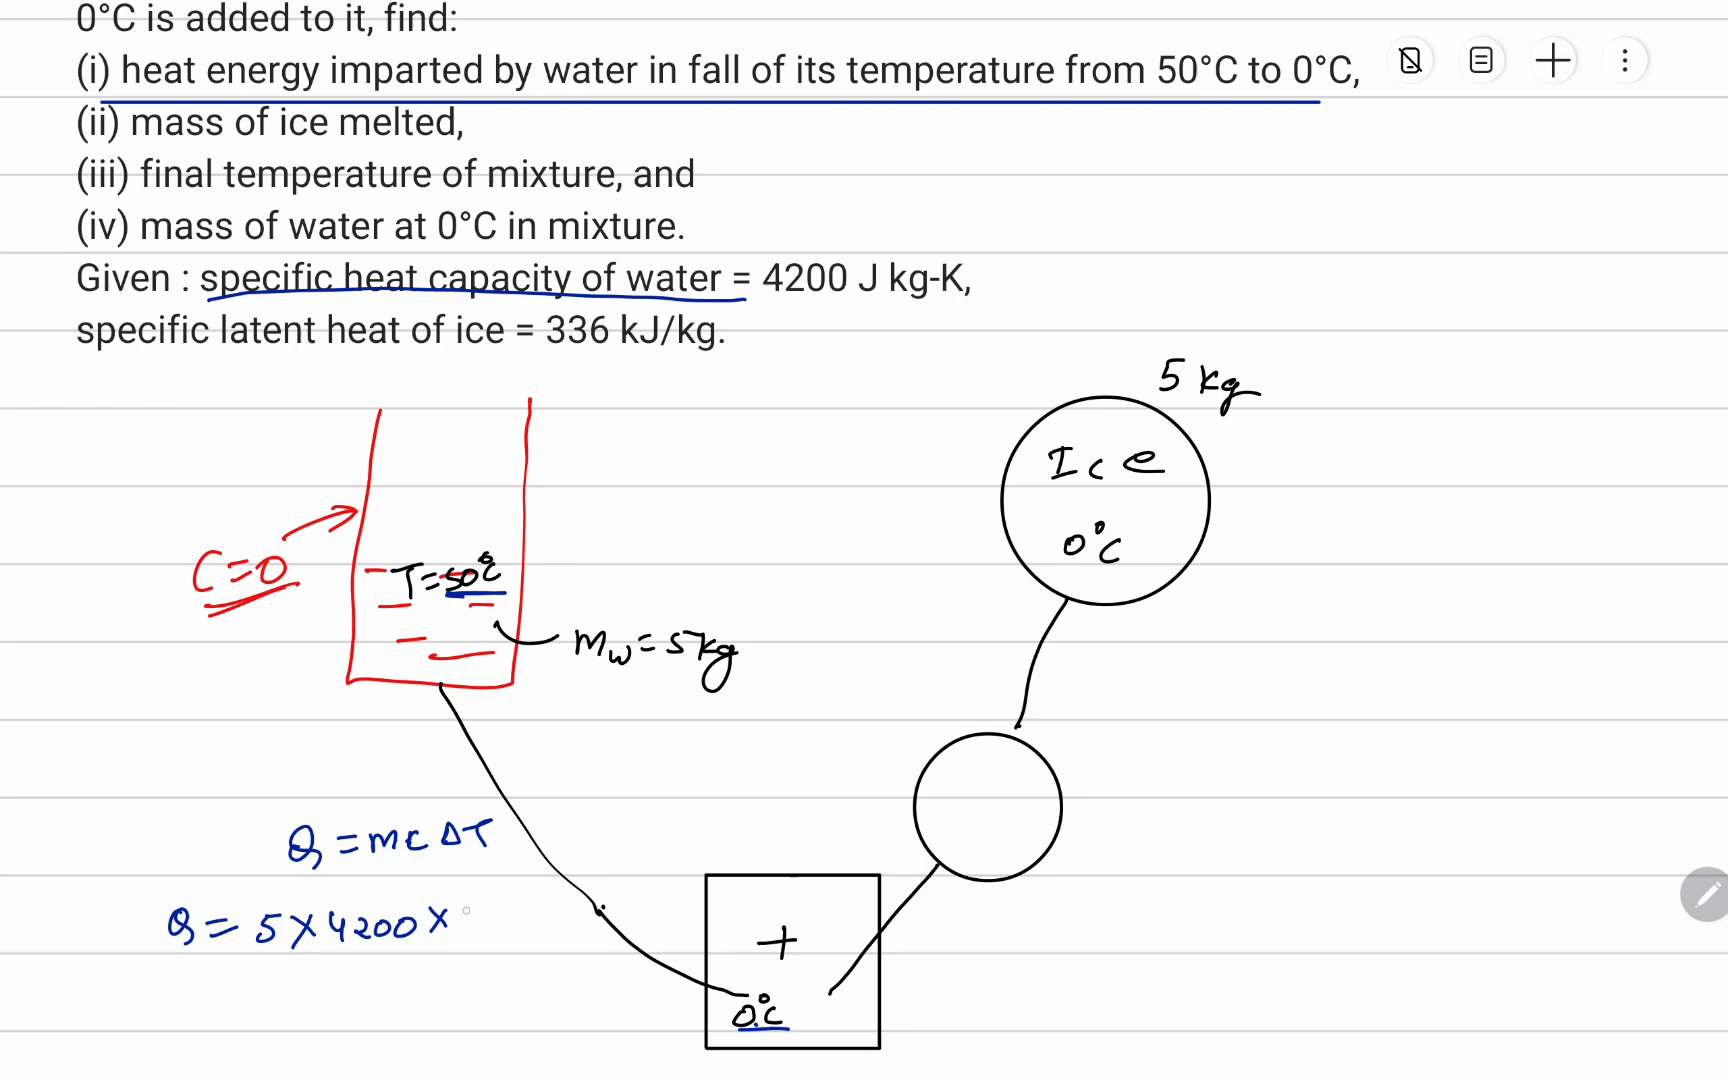 0°C is added to it, find:
(i) heat energy imparted by water in fall of its temperature from 50°C to 0°C,
(ii) mass of ice melted,
(iii) final temperature of mixture, and
(iv) mass of water at 0°C in mixture.
Given : specific heat capacity of water = 4200 J kg-K,
specific latent heat of ice = 336 kJ/kg.
5 kg
Ice
0°C
C=0
T=50°C
mw=5kg
Q=mcΔT
Q=5×4200×
+
0°C